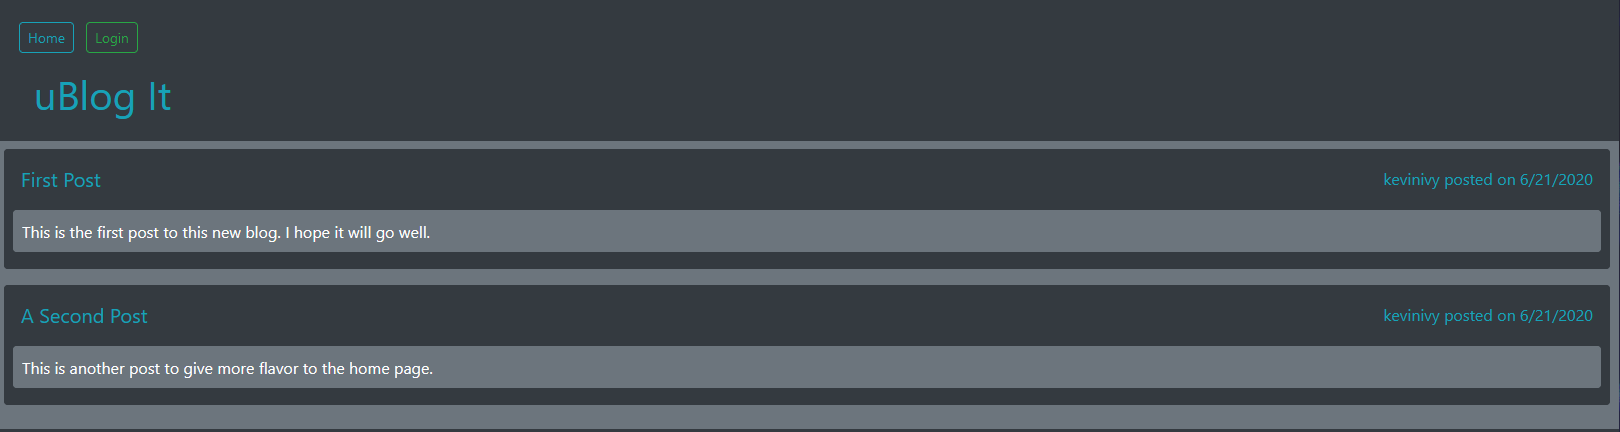 Home Login
uBlog It
First Post kevinivy posted on 6/21/2020
This is the first post to this new blog. I hope it will go well.
A Second Post kevinivy posted on 6/21/2020
This is another post to give more flavor to the home page.